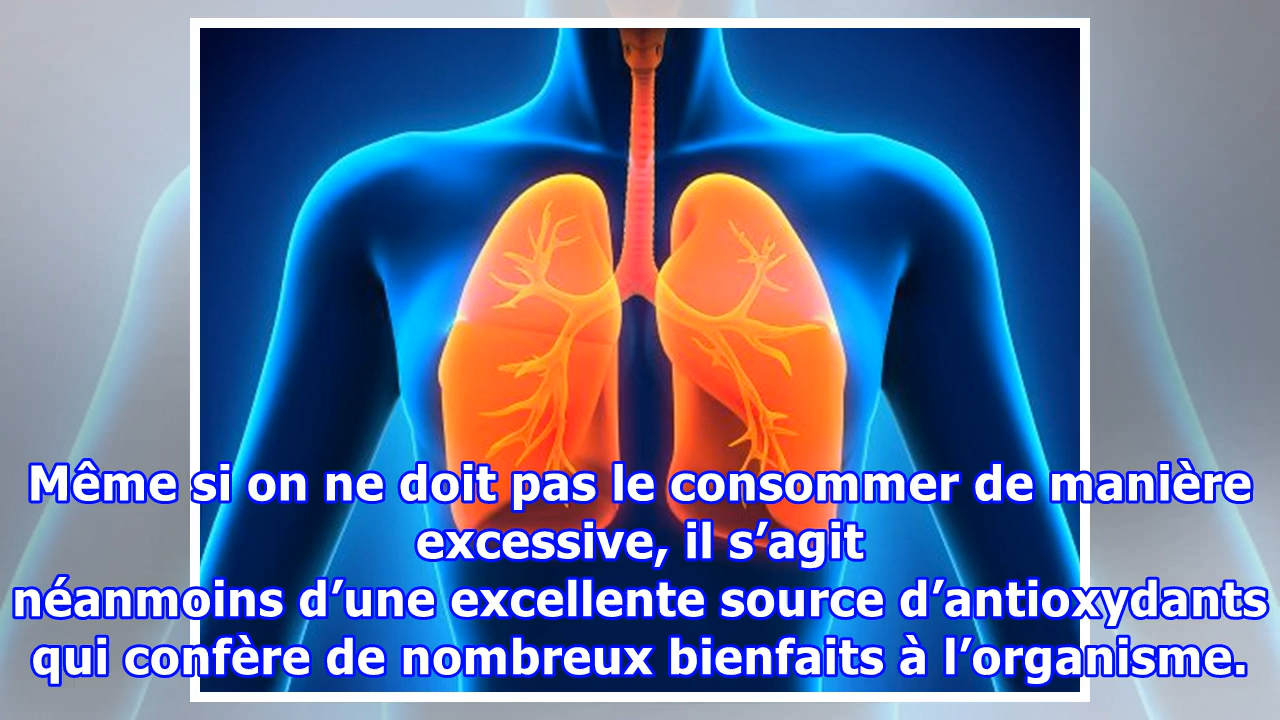 Même si on ne doit pas le consommer de manière
excessive, il s’agit
néanmoins d’une excellente source d’antioxydants
qui confère de nombreux bienfaits à l’organisme.